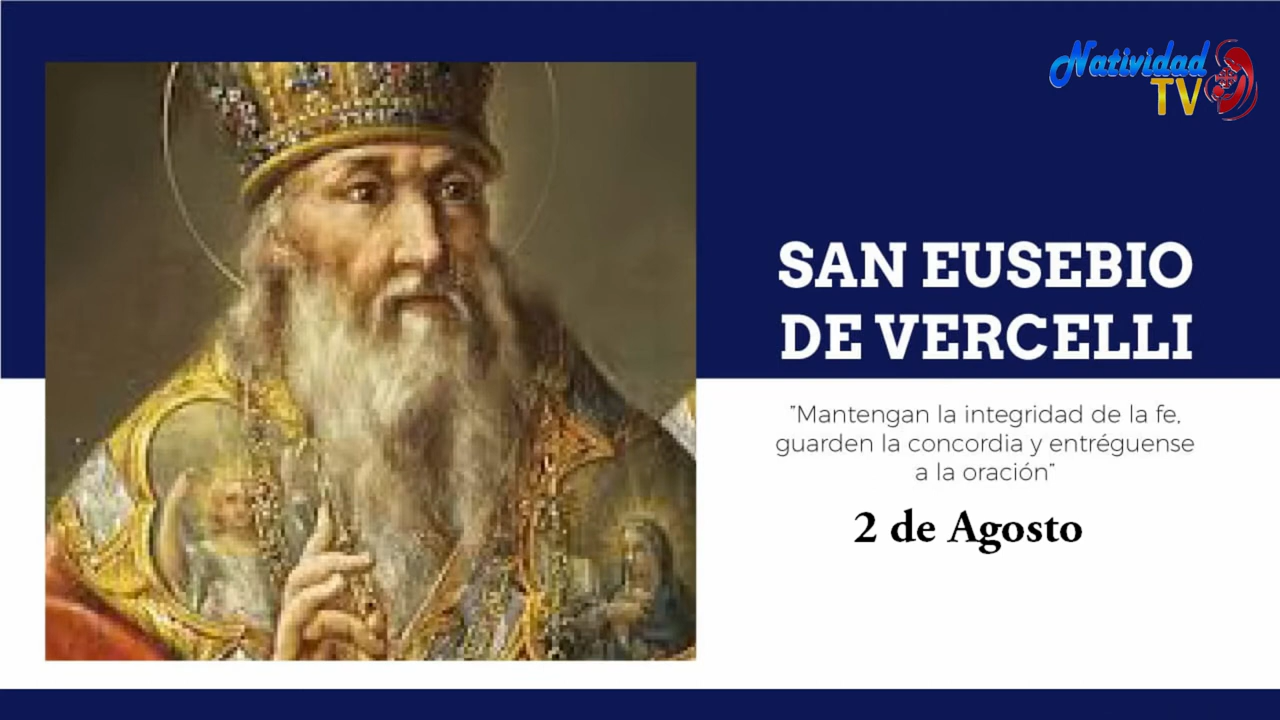 Natividad
TV
SAN EUSEBIO
DE VERCELLI
"Mantengan la integridad de la fe,
guarden la concordia y entréguense
a la oración"
2 de Agosto